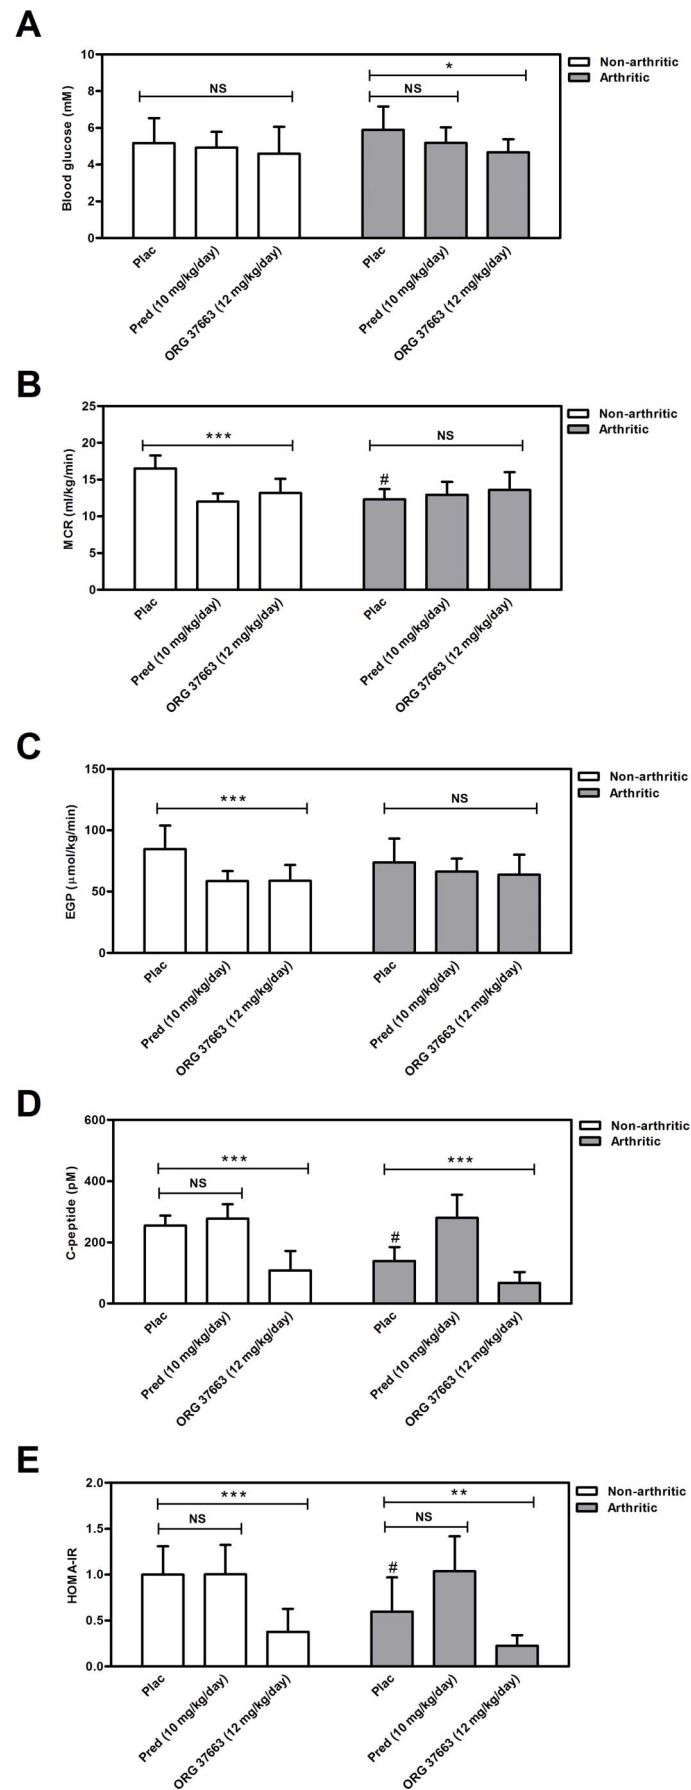 A
10
8
6
4
2
0
Blood glucose (mM)
NS
*
NS
Non-arthritic
Arthritic
Plac
Pred (10 mg/kg/day)
ORG 37663 (12 mg/kg/day)
Plac
Pred (10 mg/kg/day)
ORG 37663 (12 mg/kg/day)
B
25
20
15
10
5
0
MCR (ml/kg/min)
***
NS
#
Non-arthritic
Arthritic
Plac
Pred (10 mg/kg/day)
ORG 37663 (12 mg/kg/day)
Plac
Pred (10 mg/kg/day)
ORG 37663 (12 mg/kg/day)
C
150
100
50
0
EGP (μmol/kg/min)
***
NS
Non-arthritic
Arthritic
Plac
Pred (10 mg/kg/day)
ORG 37663 (12 mg/kg/day)
Plac
Pred (10 mg/kg/day)
ORG 37663 (12 mg/kg/day)
D
600
400
200
0
C-peptide (pM)
***
NS
***
#
Non-arthritic
Arthritic
Plac
Pred (10 mg/kg/day)
ORG 37663 (12 mg/kg/day)
Plac
Pred (10 mg/kg/day)
ORG 37663 (12 mg/kg/day)
E
2.0
1.5
1.0
0.5
0.0
HOMA-IR
***
NS
**
NS
#
Non-arthritic
Arthritic
Plac
Pred (10 mg/kg/day)
ORG 37663 (12 mg/kg/day)
Plac
Pred (10 mg/kg/day)
ORG 37663 (12 mg/kg/day)